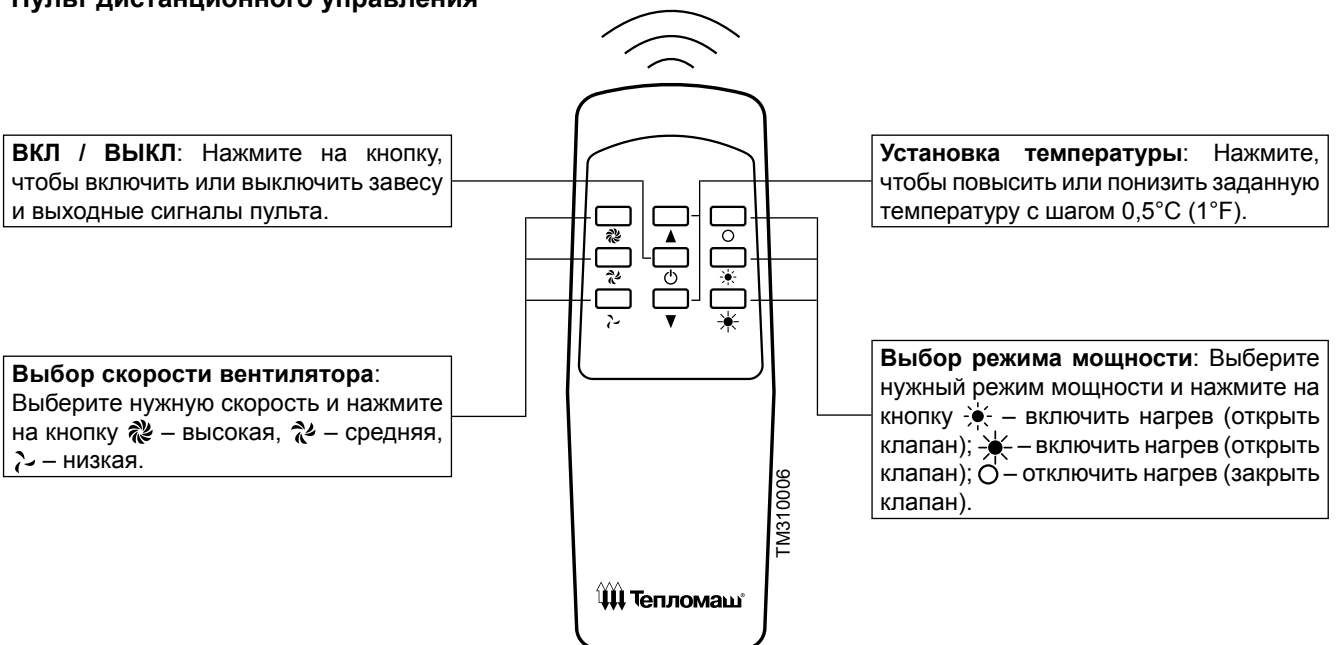 Пульт дистанционного управления
ВКЛ / ВЫКЛ: Нажмите на кнопку,
чтобы включить или выключить завесу
и выходные сигналы пульта.
Выбор скорости вентилятора:
Выберите нужную скорость и нажмите
на кнопку – высокая, – средняя,
– низкая.
Установка температуры: Нажмите,
чтобы повысить или понизить заданную
температуру с шагом 0,5°C (1°F).
Выбор режима мощности: Выберите
нужный режим мощности и нажмите на
кнопку – включить нагрев (открыть
клапан); – включить нагрев (открыть
клапан); – отключить нагрев (закрыть
клапан).
TM310006
Тепломаш®